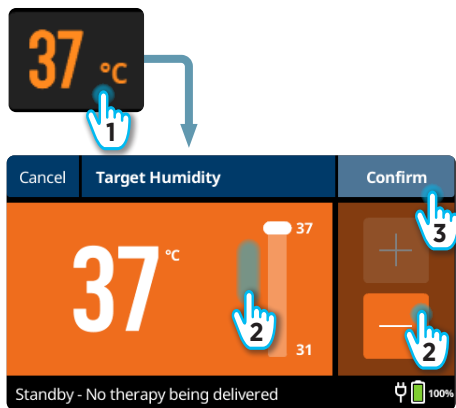 37 °C
1
Cancel Target Humidity Confirm
3
37 °C
37
2
31
+
—
2
Standby - No therapy being delivered 100%